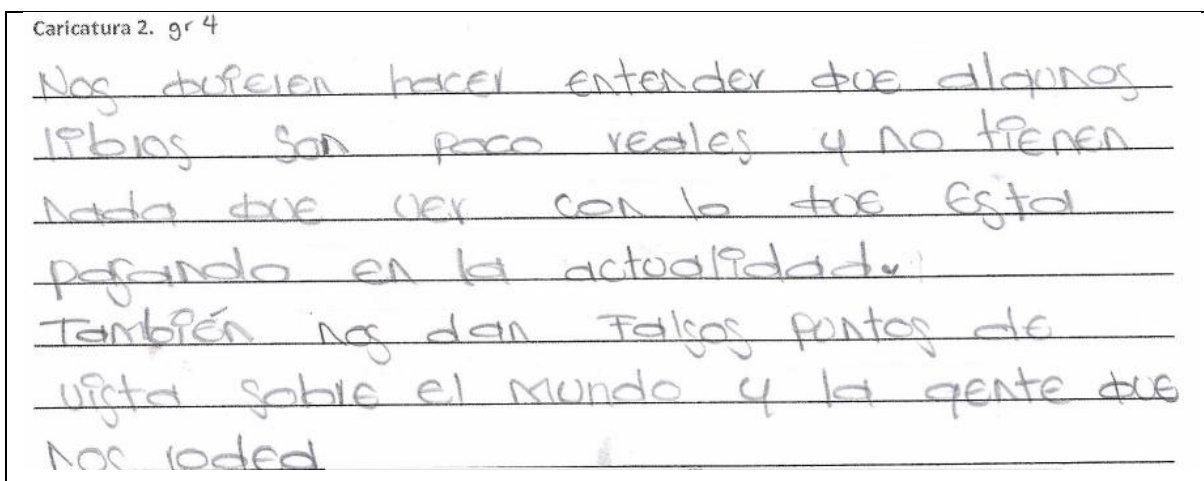 Caricatura 2. gr 4
Nos quieren hacer entender que algunos
libros son poco reales y no tienen
nada que ver con lo que esta
pasando en la actualidad.
También nos dan Falsos puntos de
vista sobre el mundo y la gente que
nos rodea